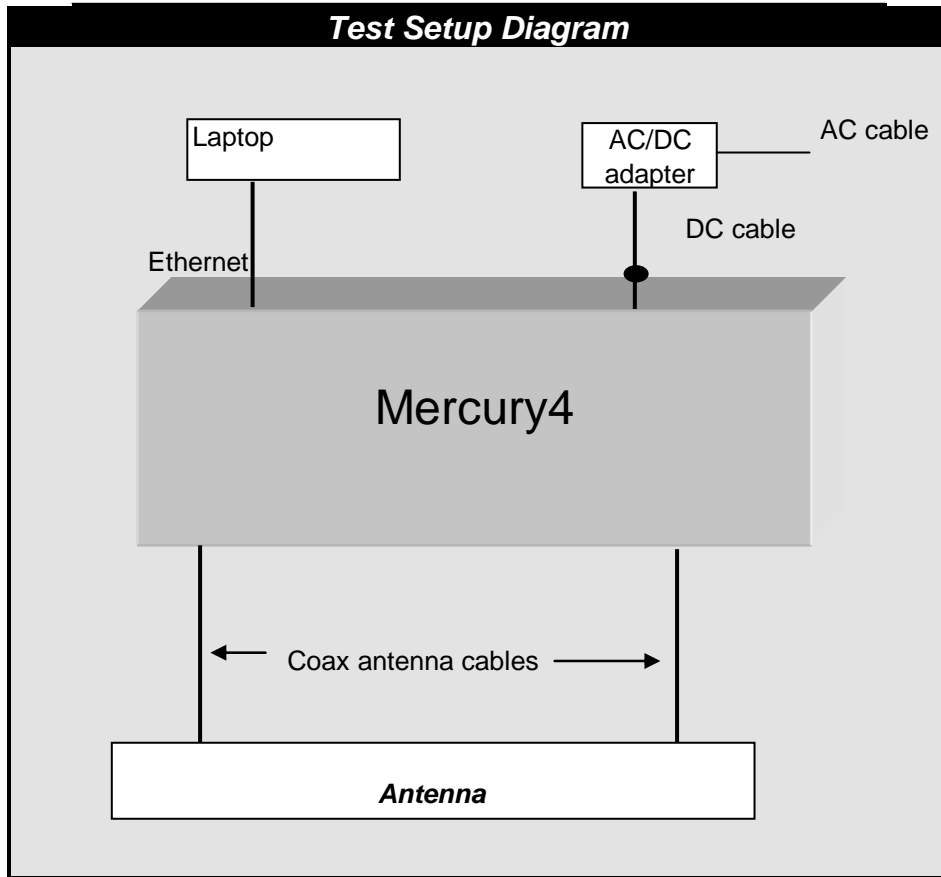 Test Setup Diagram
Laptop
AC/DC
adapter
AC cable
DC cable
Ethernet
Mercury4
Coax antenna cables
Antenna